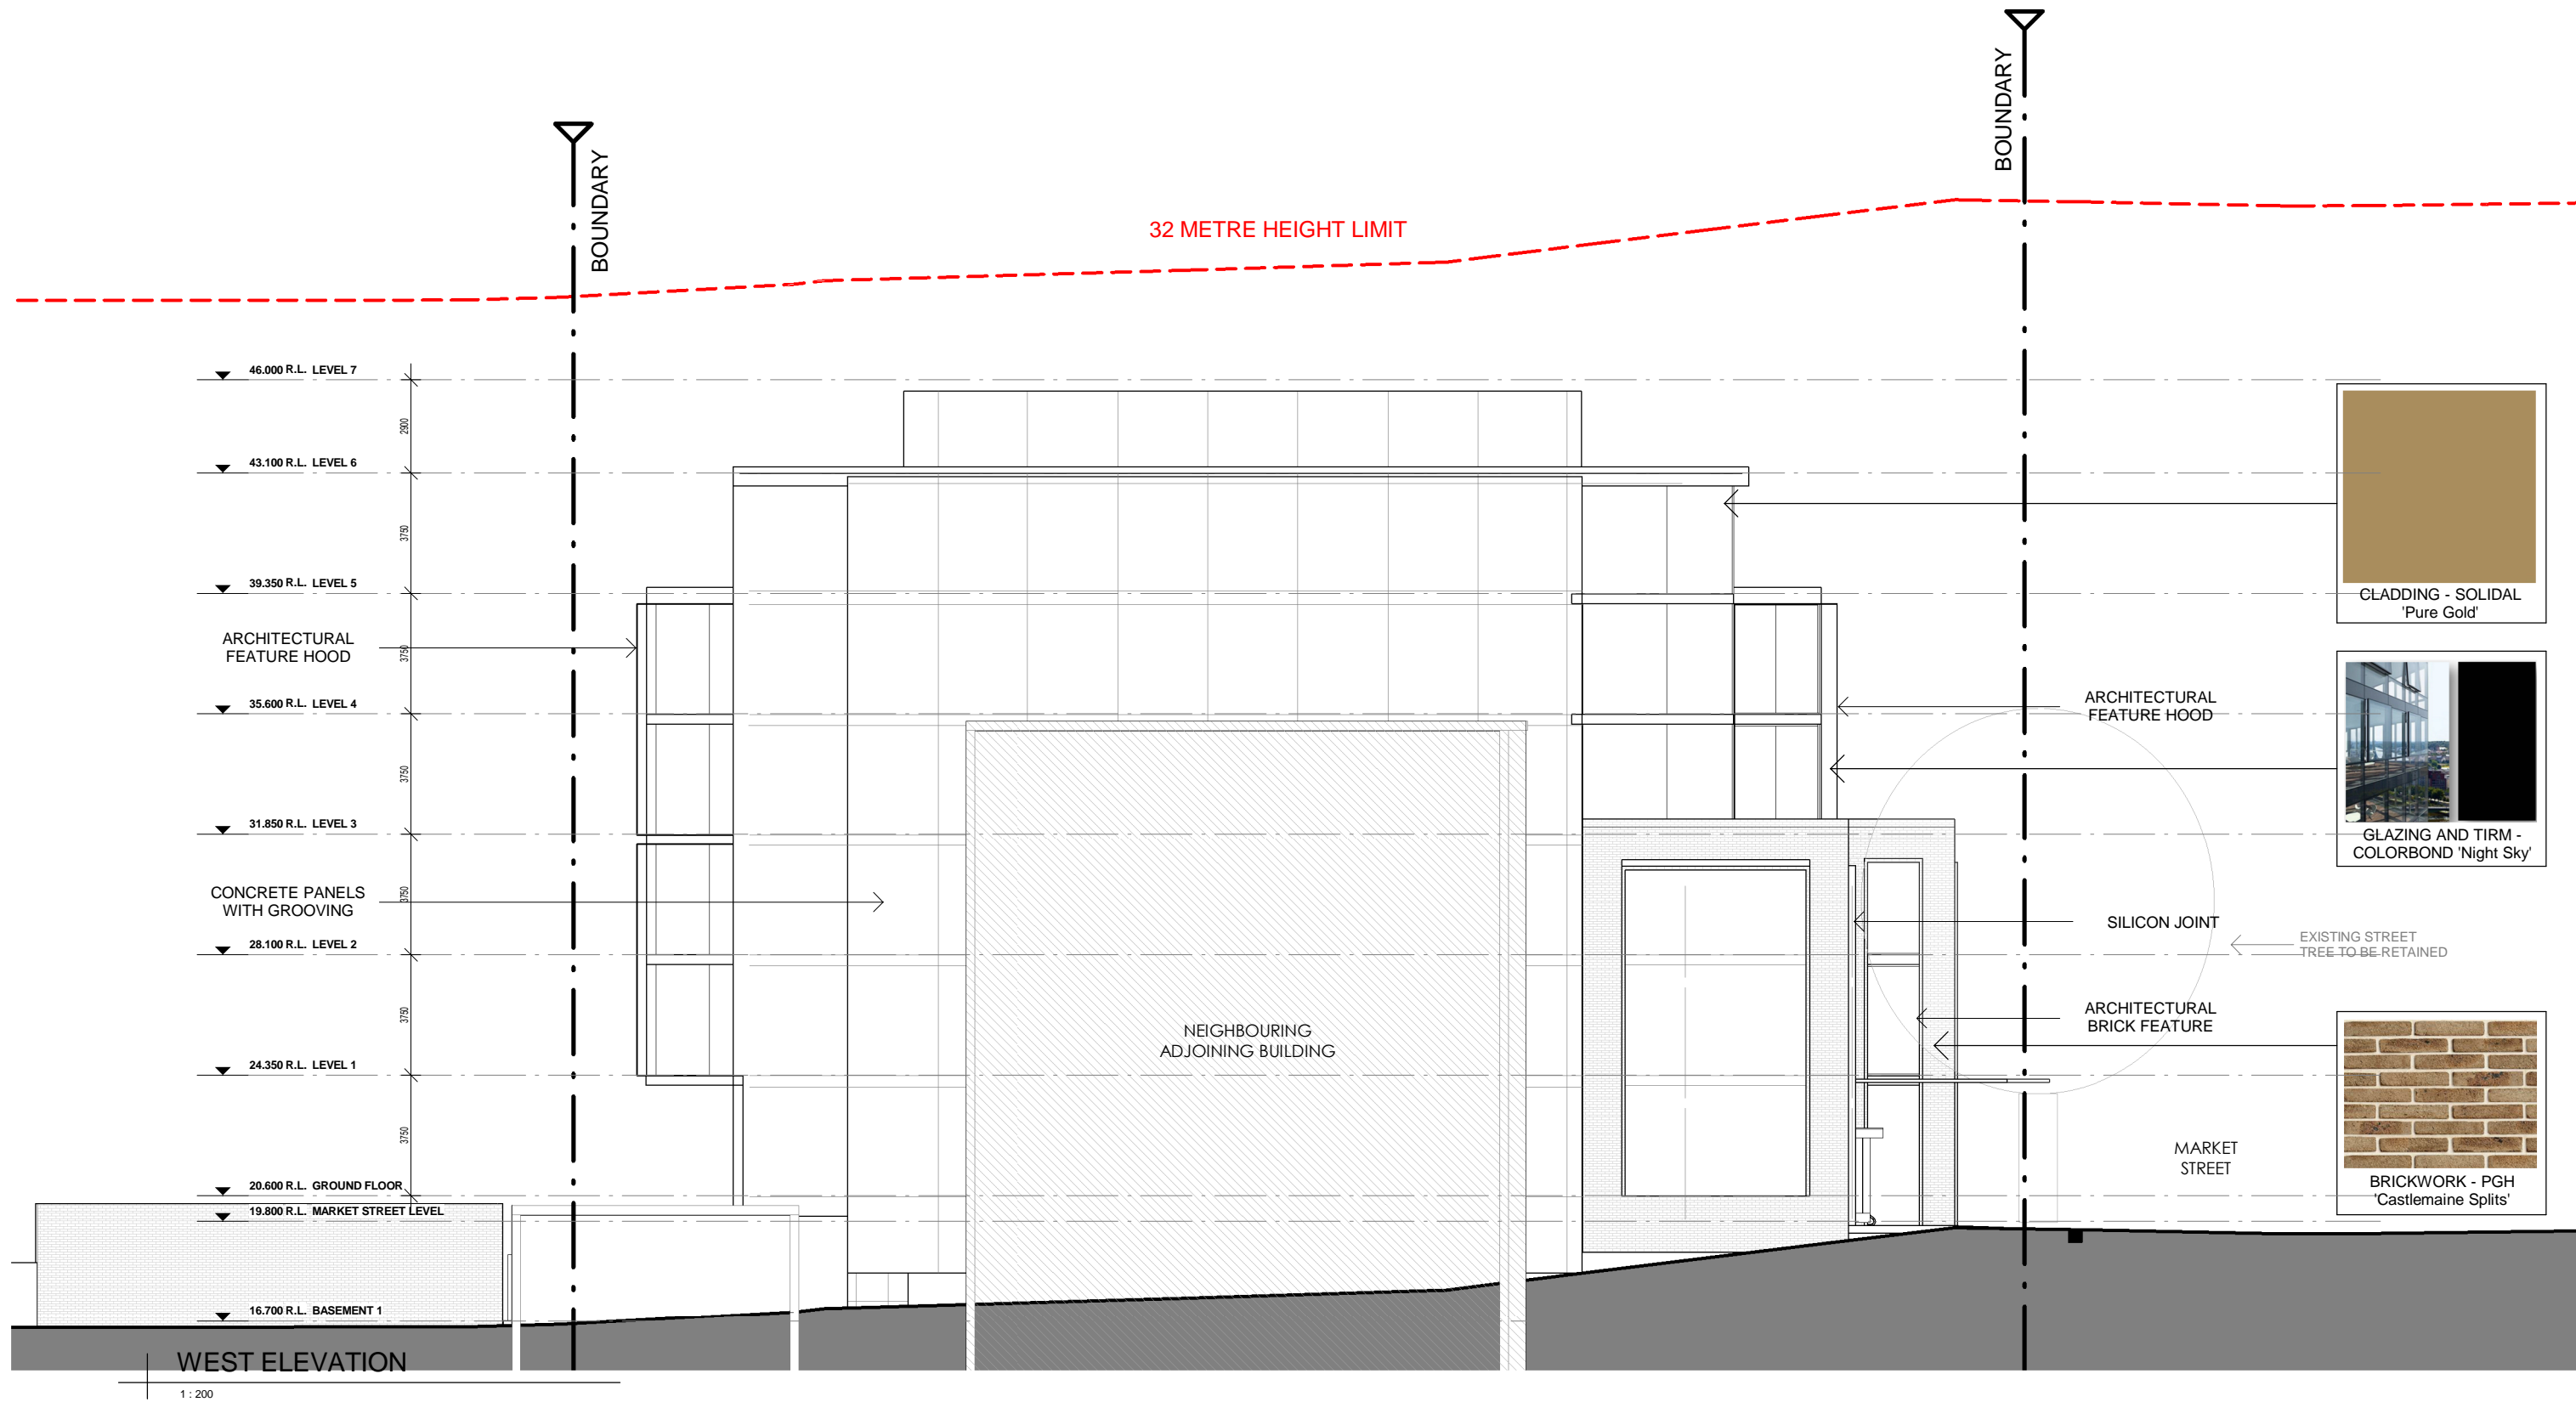 BOUNDARY
BOUNDARY
32 METRE HEIGHT LIMIT
46.000 R.L. LEVEL 7
2900
43.100 R.L. LEVEL 6
3750
39.350 R.L. LEVEL 5
3750
35.600 R.L. LEVEL 4
3750
31.850 R.L. LEVEL 3
3750
28.100 R.L. LEVEL 2
3750
24.350 R.L. LEVEL 1
3750
20.600 R.L. GROUND FLOOR
19.800 R.L. MARKET STREET LEVEL
16.700 R.L. BASEMENT 1
ARCHITECTURAL
FEATURE HOOD
CONCRETE PANELS
WITH GROOVING
NEIGHBOURING
ADJOINING BUILDING
ARCHITECTURAL
FEATURE HOOD
SILICON JOINT
EXISTING STREET
TREE TO BE RETAINED
ARCHITECTURAL
BRICK FEATURE
MARKET
STREET
CLADDING - SOLIDAL
'Pure Gold'
GLAZING AND TIRM -
COLORBOND 'Night Sky'
BRICKWORK - PGH
'Castlemaine Splits'
WEST ELEVATION
1 : 200